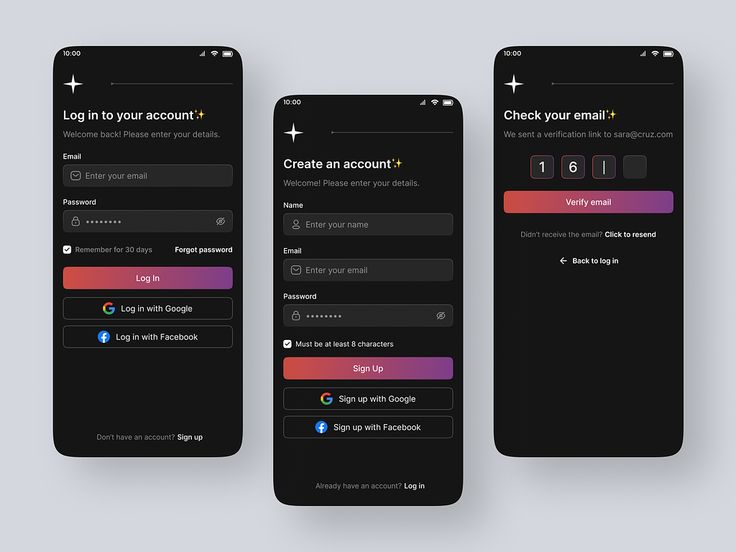 10:00
Log in to your account✨
Welcome back! Please enter your details.
Email
Enter your email
Password
Remember for 30 days Forgot password
Log In
Log in with Google
Log in with Facebook
Don't have an account? Sign up
10:00
Create an account✨
Welcome! Please enter your details.
Name
Enter your name
Email
Enter your email
Password
Must be at least 8 characters
Sign Up
Sign up with Google
Sign up with Facebook
Already have an account? Log in
10:00
Check your email✨
We sent a verification link to sara@cruz.com
1 6
Verify email
Didn't receive the email? Click to resend
Back to log in